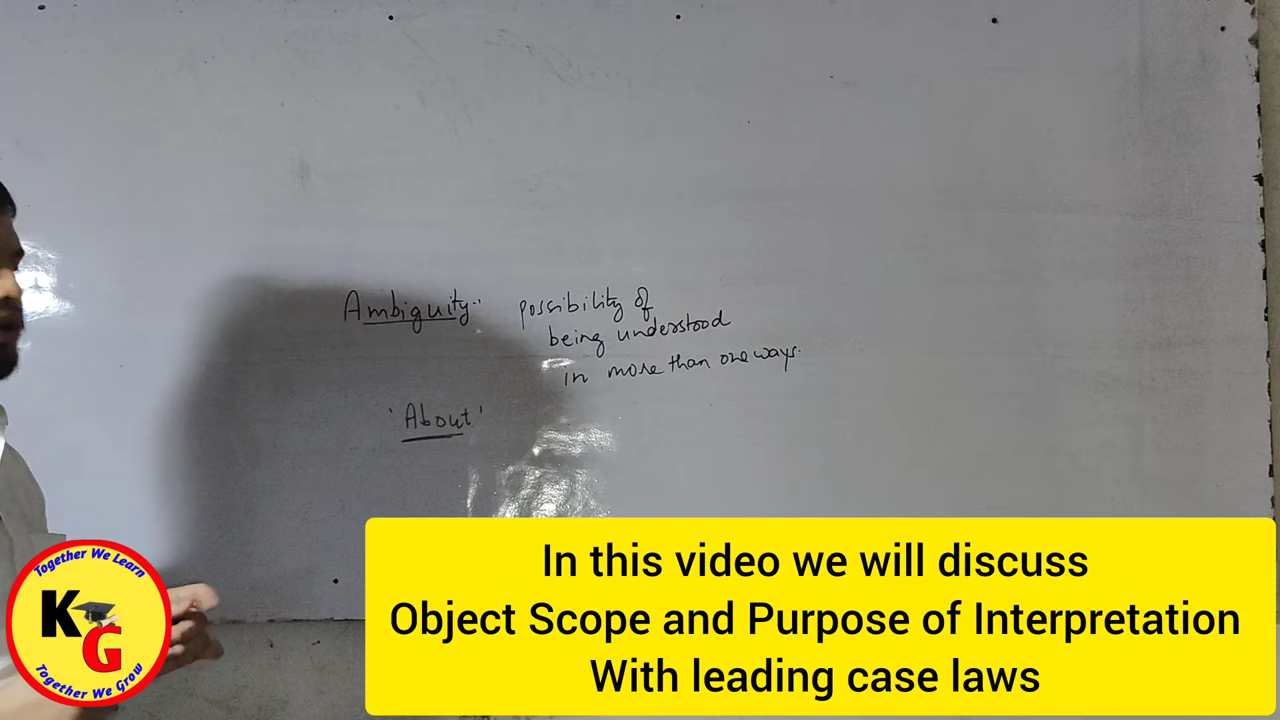 Ambiguity:- possibility of
being understood
in more than one ways.
'About'
In this video we will discuss
Object Scope and Purpose of Interpretation
With leading case laws
Together We Learn
KG
Together We Grow